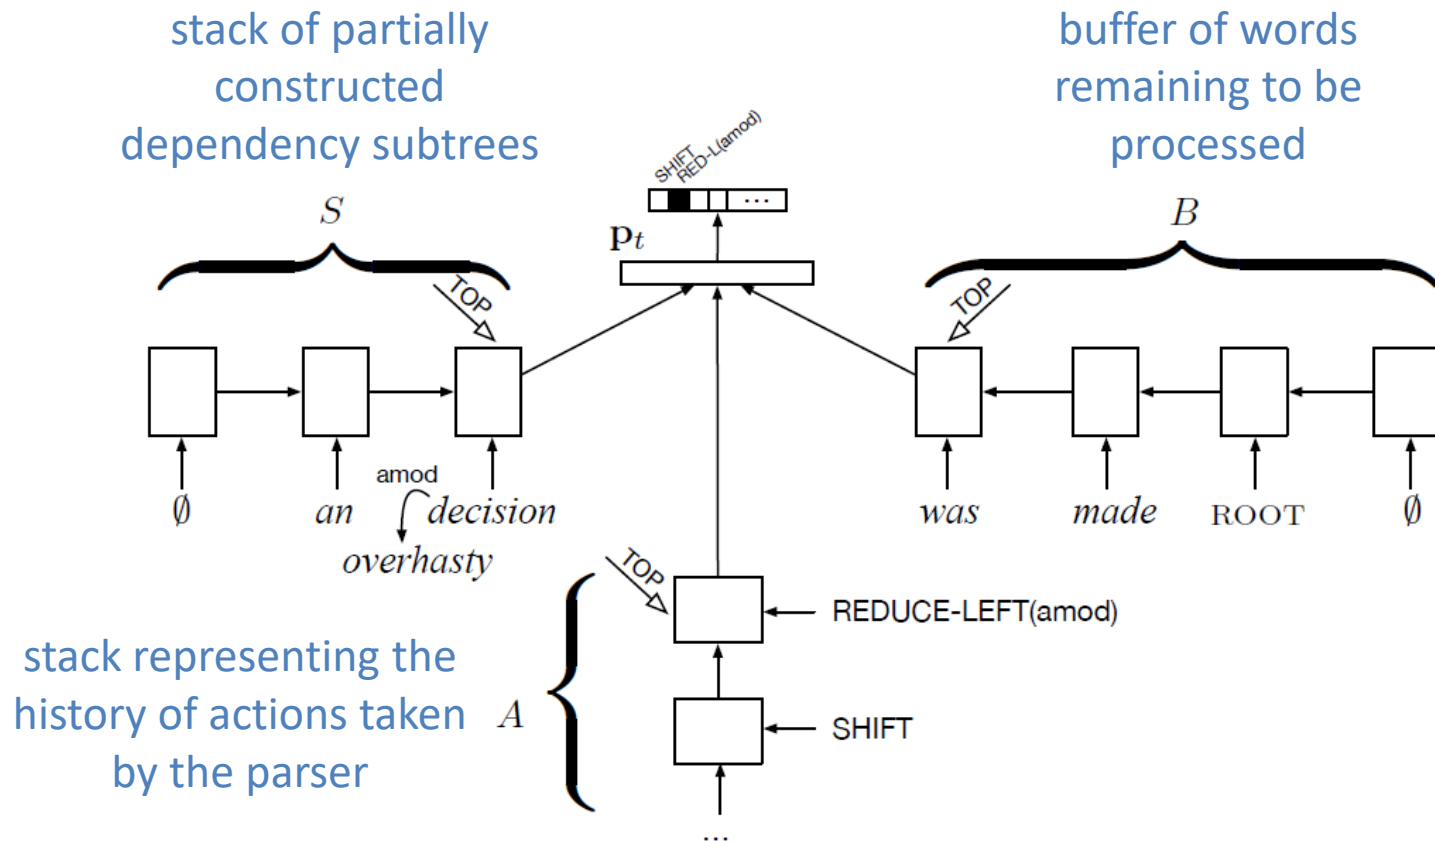 stack of partially
constructed
dependency subtrees
buffer of words
remaining to be
processed
SHIFT
RED-L(amod)
...
S
p_t
B
TOP
TOP
amod
∅
an
decision
was
made
ROOT
∅
overhasty
TOP
REDUCE-LEFT(amod)
stack representing the
history of actions taken
by the parser
A
SHIFT
...